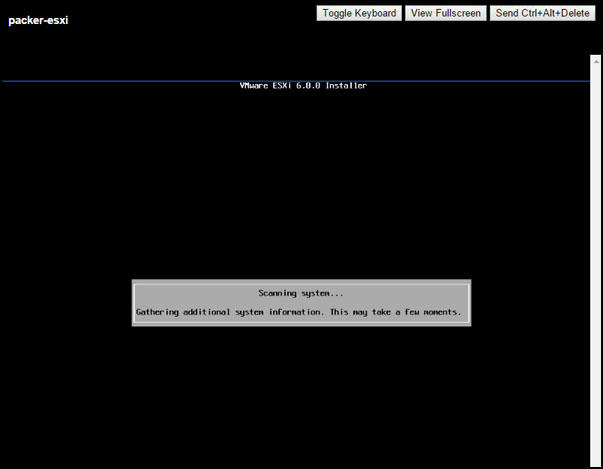 packer-esxi
Toggle Keyboard View Fullscreen Send Ctrl+Alt+Delete
VMware ESXi 6.0.0 Installer
Scanning system...
Gathering additional system information. This may take a few moments.